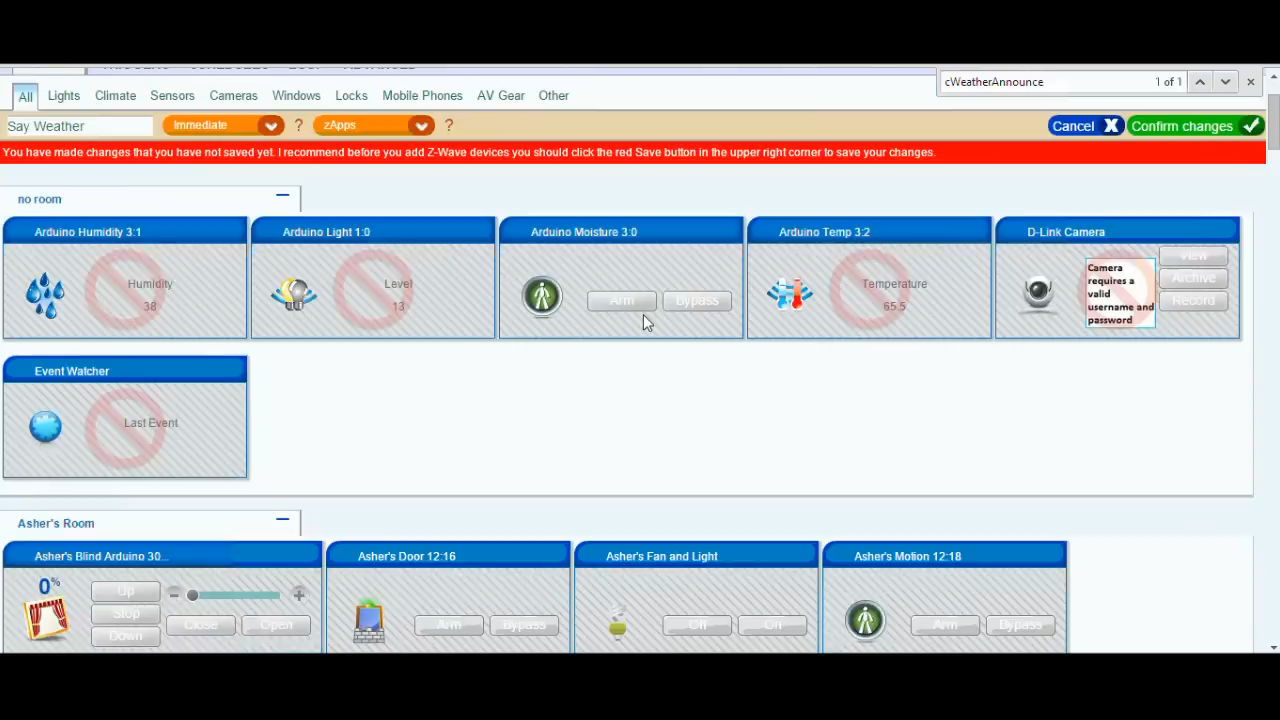 cWeatherAnnounce 1 of 1
All Lights Climate Sensors Cameras Windows Locks Mobile Phones AV Gear Other
Say Weather Immediate ? zApps ? Cancel X Confirm changes
You have made changes that you have not saved yet. I recommend before you add Z-Wave devices you should click the red Save button in the upper right corner to save your changes.
no room
Arduino Humidity 3:1
Humidity
38
Arduino Light 1:0
Level
13
Arduino Moisture 3:0
Arm Bypass
Arduino Temp 3:2
Temperature
65.5
D-Link Camera
Camera
requires a
valid
username and
password
View
Archive
Record
Event Watcher
Last Event
Asher's Room
Asher's Blind Arduino 30...
0%
Up
Stop
Down
Close Open
Asher's Door 12:16
Arm Bypass
Asher's Fan and Light
Off On
Asher's Motion 12:18
Arm Bypass